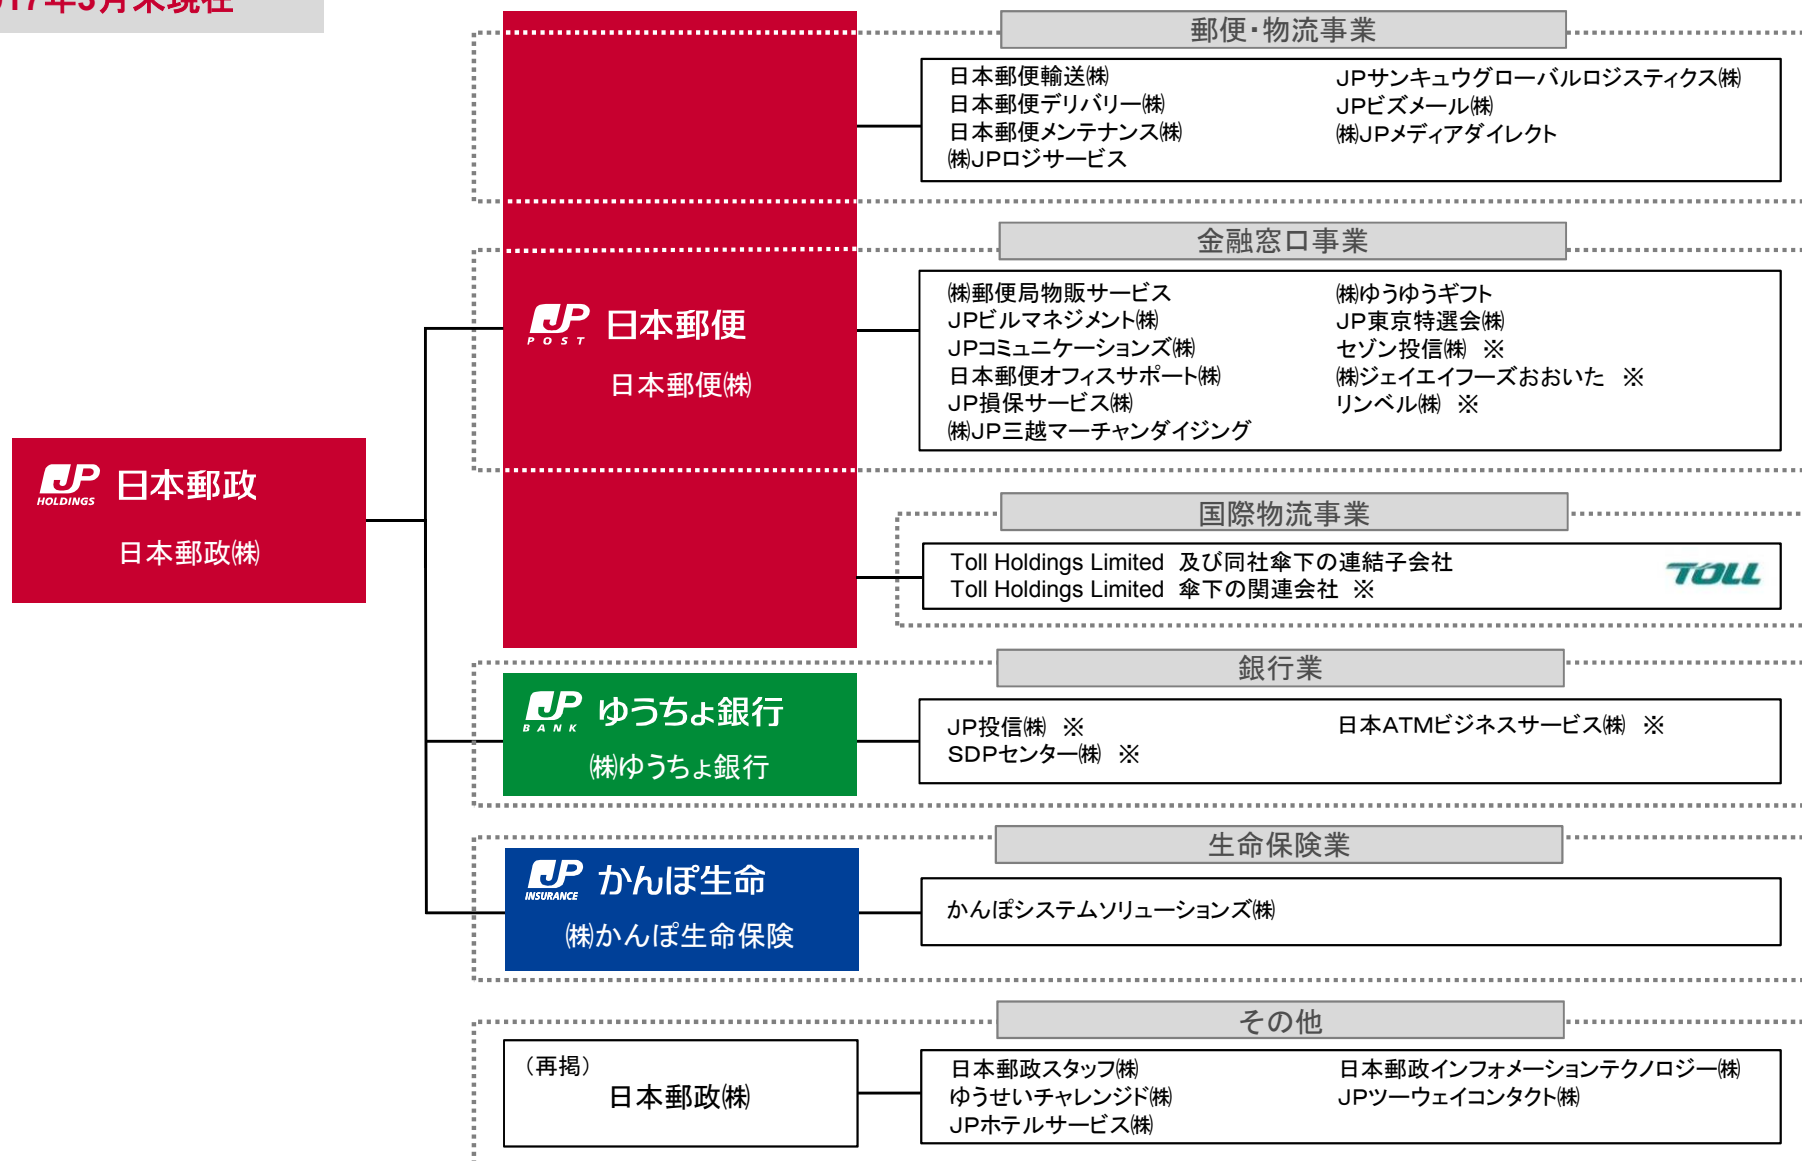 017年3月末現在
郵便・物流事業
日本郵便輸送㈱
日本郵便デリバリー㈱
日本郵便メンテナンス㈱
㈱JPロジサービス
JPサンキュウグローバルロジスティクス㈱
JPビズメール㈱
㈱JPメディアダイレクト
金融窓口事業
JP POST 日本郵便
日本郵便㈱
㈱郵便局物販サービス
JPビルマネジメント㈱
JPコミュニケーションズ㈱
日本郵便オフィスサポート㈱
JP損保サービス㈱
㈱JP三越マーチャンダイジング
㈱ゆうゆうギフト
JP東京特選会㈱
セゾン投信㈱ ※
㈱ジェイエイフーズおおいた ※
リンベル㈱ ※
JP HOLDINGS 日本郵政
日本郵政㈱
国際物流事業
Toll Holdings Limited 及び同社傘下の連結子会社
Toll Holdings Limited 傘下の関連会社 ※
TOLL
銀行業
JP BANK ゆうちょ銀行
㈱ゆうちょ銀行
JP投信㈱ ※
SDPセンター㈱ ※
日本ATMビジネスサービス㈱ ※
生命保険業
JP INSURANCE かんぽ生命
㈱かんぽ生命保険
かんぽシステムソリューションズ㈱
その他
（再掲）
日本郵政㈱
日本郵政スタッフ㈱
ゆうせいチャレンジド㈱
JPホテルサービス㈱
日本郵政インフォメーションテクノロジー㈱
JPツーウェイコンタクト㈱